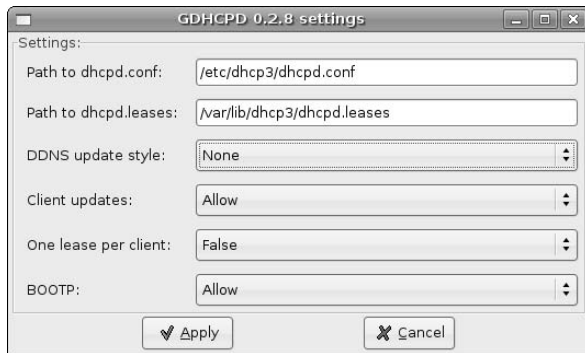 GDHCPD 0.2.8 settings
Settings:
Path to dhcpd.conf: /etc/dhcp3/dhcpd.conf
Path to dhcpd.leases: /var/lib/dhcp3/dhcpd.leases
DDNS update style: None
Client updates: Allow
One lease per client: False
BOOTP: Allow
Apply Cancel